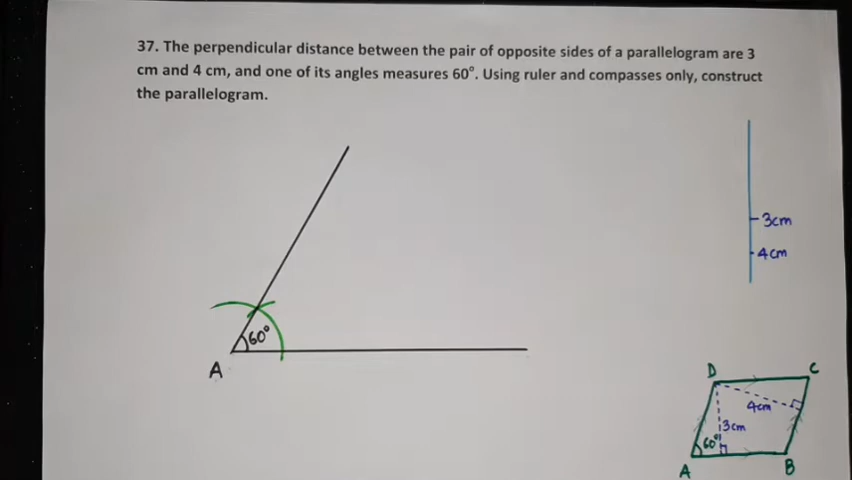 37. The perpendicular distance between the pair of opposite sides of a parallelogram are 3
cm and 4 cm, and one of its angles measures 60°. Using ruler and compasses only, construct
the parallelogram.
3cm
4cm
60°
A
D C
4cm
3cm
60°
A B